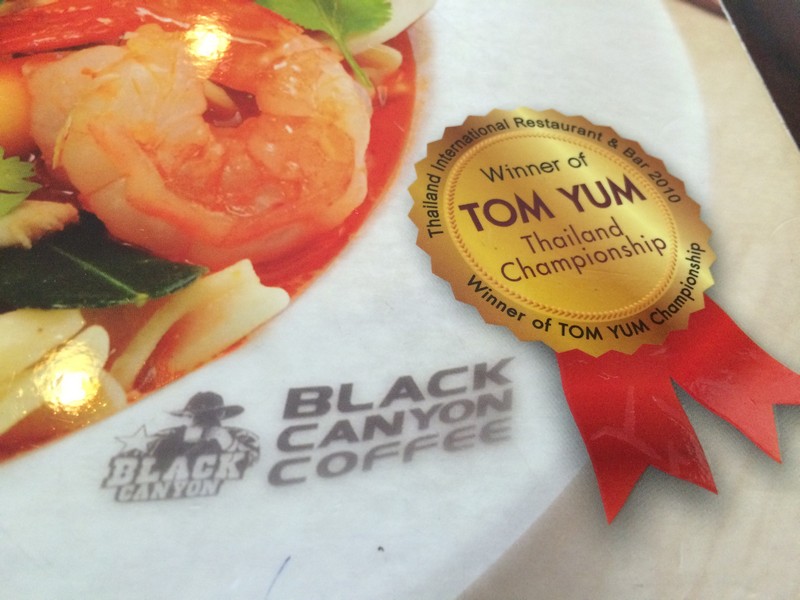 Thailand International Restaurant & Bar 2010
Winner of
TOM YUM
Thailand
Championship
Winner of TOM YUM Championship
BLACK
CANYON
COFFEE
BLACK
CANYON